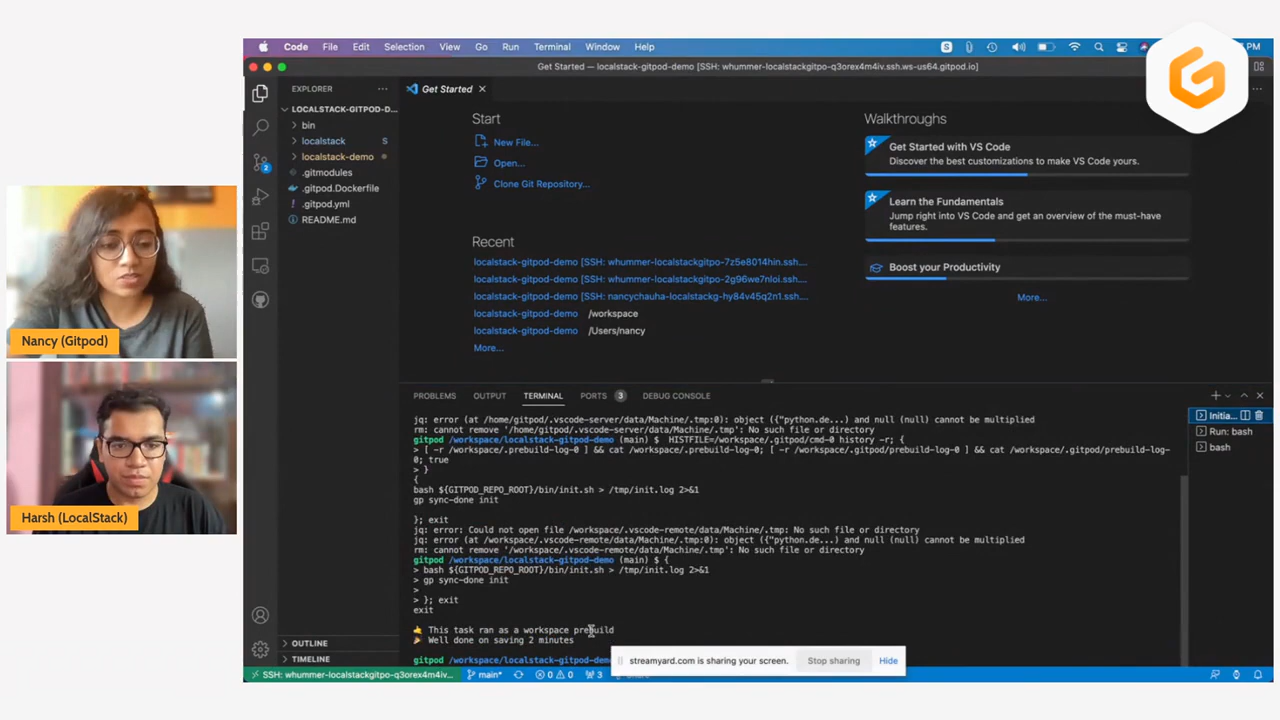 Code File Edit Selection View Go Run Terminal Window Help
PM
Get Started — localstack-gitpod-demo [SSH: whummer-localstackgitpo-q3orex4m4iv.ssh.ws-us64.gitpod.io]
EXPLORER
Get Started
LOCALSTACK-GITPOD-D...
bin
localstack S
localstack-demo
.gitmodules
.gitpod.Dockerfile
.gitpod.yml
README.md
2
Start
New File...
Open...
Clone Git Repository...
Recent
localstack-gitpod-demo [SSH: whummer-localstackgitpo-7z5e8014hin.ssh....
localstack-gitpod-demo [SSH: whummer-localstackgitpo-2g96we7nloi.ssh....
localstack-gitpod-demo [SSH: nancychauha-localstackg-hy84v45q2n1.ssh...
localstack-gitpod-demo /workspace
localstack-gitpod-demo /Users/nancy
More...
Walkthroughs
Get Started with VS Code
Discover the best customizations to make VS Code yours.
Learn the Fundamentals
Jump right into VS Code and get an overview of the must-have
features.
Boost your Productivity
More...
PROBLEMS OUTPUT TERMINAL PORTS 3 DEBUG CONSOLE
jq: error (at /home/gitpod/.vscode-server/data/Machine/.tmp:0): object ({"python.de...) and null (null) cannot be multiplied
rm: cannot remove '/home/gitpod/.vscode-server/data/Machine/.tmp': No such file or directory
gitpod /workspace/localstack-gitpod-demo (main) $ HISTFILE=/workspace/.gitpod/cmd-0 history -r; {
> [ -r /workspace/.prebuild-log-0 ] && cat /workspace/.prebuild-log-0; [ -r /workspace/.gitpod/prebuild-log-0 ] && cat /workspace/.gitpod/prebuild-log-
0; true
> }
{
bash ${GITPOD_REPO_ROOT}/bin/init.sh > /tmp/init.log 2>&1
gp sync-done init
}; exit
jq: error: Could not open file /workspace/.vscode-remote/data/Machine/.tmp: No such file or directory
jq: error (at /workspace/.vscode-remote/data/Machine/.tmp:0): object ({"python.de...) and null (null) cannot be multiplied
rm: cannot remove '/workspace/.vscode-remote/data/Machine/.tmp': No such file or directory
gitpod /workspace/localstack-gitpod-demo (main) $ {
> bash ${GITPOD_REPO_ROOT}/bin/init.sh > /tmp/init.log 2>&1
> gp sync-done init
>
> }; exit
exit
This task ran as a workspace prebuild
Well done on saving 2 minutes
gitpod /workspace/localstack-gitpod-demo
Initia...
Run: bash
bash
streamyard.com is sharing your screen. Stop sharing Hide
OUTLINE
TIMELINE
SSH: whummer-localstackgitpo-q3orex4m4iv... main* 0 0 3
Nancy (Gitpod)
Harsh (LocalStack)